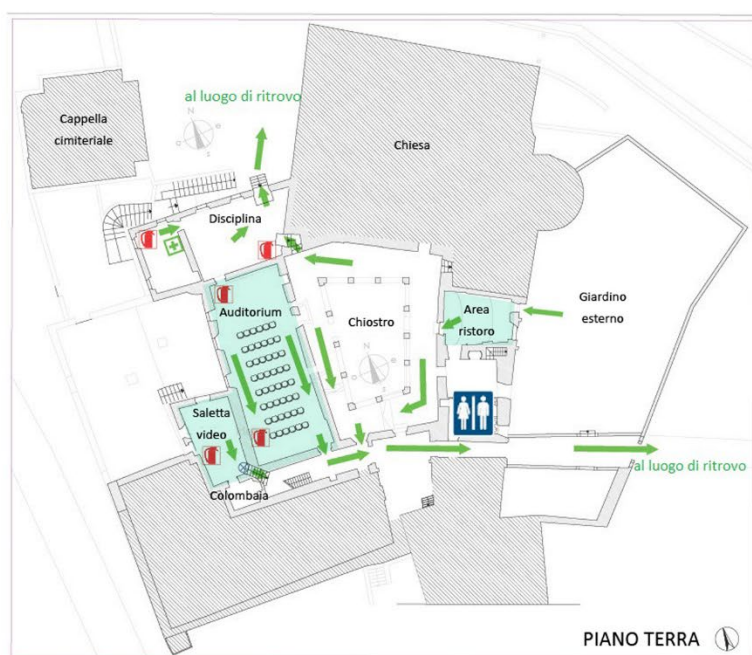 al luogo di ritrovo
Cappella
cimiteriale
Chiesa
Disciplina
Auditorium
Chiostro
Area
ristoro
Giardino
esterno
Saletta
video
Colombaia
al luogo di ritrovo
PIANO TERRA